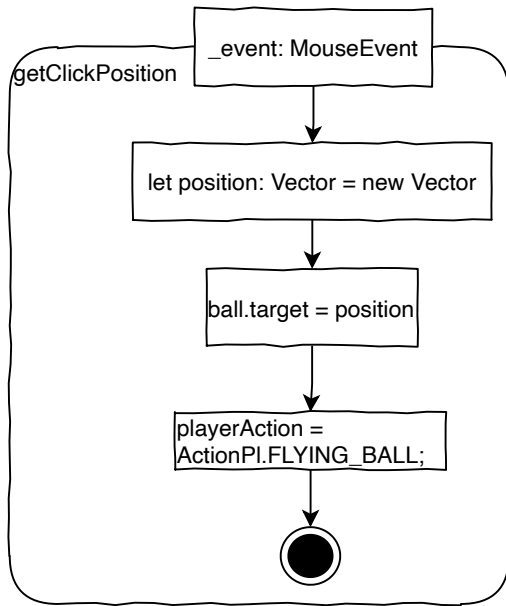 _event: MouseEvent
getClickPosition
let position: Vector = new Vector
ball.target = position
playerAction =
ActionPl.FLYING_BALL;